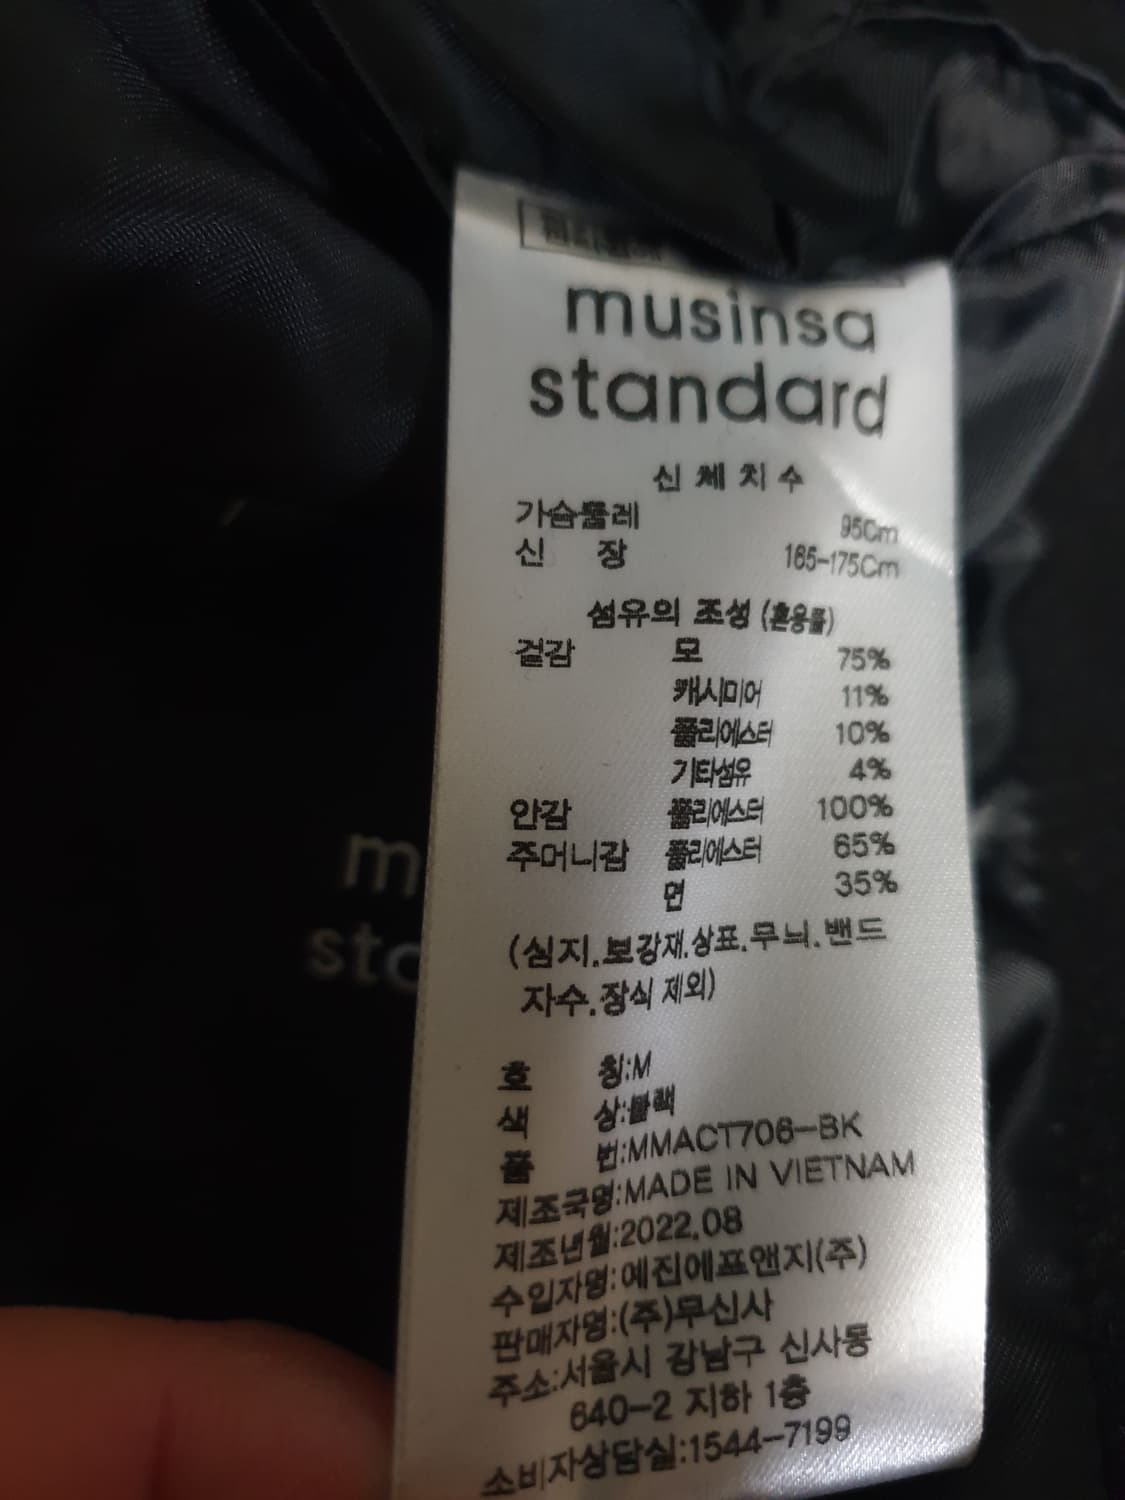 musinsa
standard
신체치수
가슴둘레 95Cm
신 장 165-175Cm
섬유의 조성 (혼용률)
겉감 모 75%
캐시미어 11%
폴리에스터 10%
기타섬유 4%
안감 폴리에스터 100%
주머니감 폴리에스터 65%
면 35%
(심지.보강재.상표.무늬.밴드
자수.장식 제외)
호 칭:M
색 상:블랙
품 번:MMACT706-BK
제조국명:MADE IN VIETNAM
제조년월:2022.08
수입자명:예진에프앤지(주)
판매자명:(주)무신사
주소:서울시 강남구 신사동
640-2 지하 1층
소비자상담실:1544-7199
m
sta